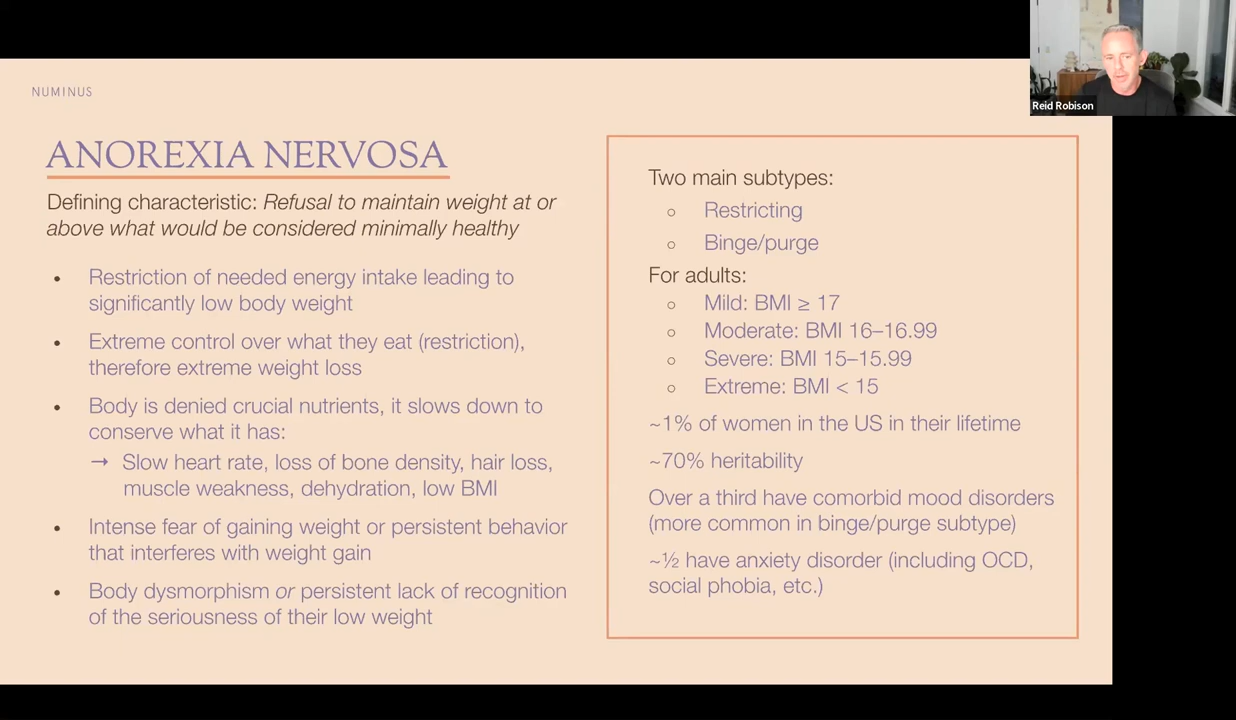 NUMINUS
ANOREXIA NERVOSA
Defining characteristic: Refusal to maintain weight at or
above what would be considered minimally healthy
• Restriction of needed energy intake leading to
significantly low body weight
• Extreme control over what they eat (restriction),
therefore extreme weight loss
• Body is denied crucial nutrients, it slows down to
conserve what it has:
→ Slow heart rate, loss of bone density, hair loss,
muscle weakness, dehydration, low BMI
• Intense fear of gaining weight or persistent behavior
that interferes with weight gain
• Body dysmorphism or persistent lack of recognition
of the seriousness of their low weight
Two main subtypes:
○ Restricting
○ Binge/purge
For adults:
○ Mild: BMI ≥ 17
○ Moderate: BMI 16–16.99
○ Severe: BMI 15–15.99
○ Extreme: BMI < 15
~1% of women in the US in their lifetime
~70% heritability
Over a third have comorbid mood disorders
(more common in binge/purge subtype)
~½ have anxiety disorder (including OCD,
social phobia, etc.)
Reid Robison